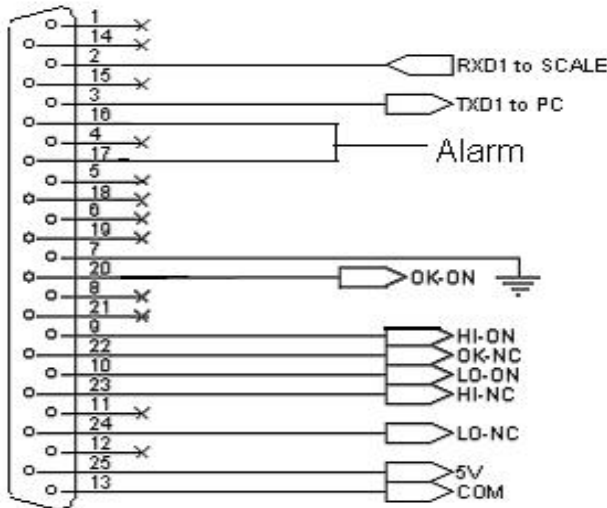 1
14
2 RXD1 to SCALE
15
3 TXD1 to PC
16
4 Alarm
17
5
18
6
19
7
20 OK-ON
8
21
9 HI-ON
22 OK-NC
10 LO-ON
23 HI-NC
11
24 LO-NC
12
25 5V
13 COM